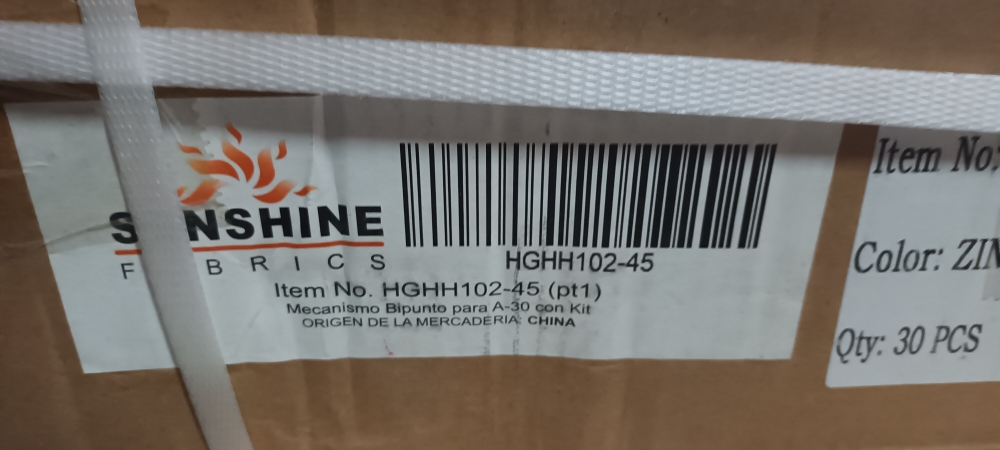 SUNSHINE
FABRICS
HGHH102-45
Item No. HGHH102-45 (pt1)
Mecanismo Bipunto para A-30 con Kit
ORIGEN DE LA MERCADERIA: CHINA
Item No:
Color: ZIN
Qty: 30 PCS